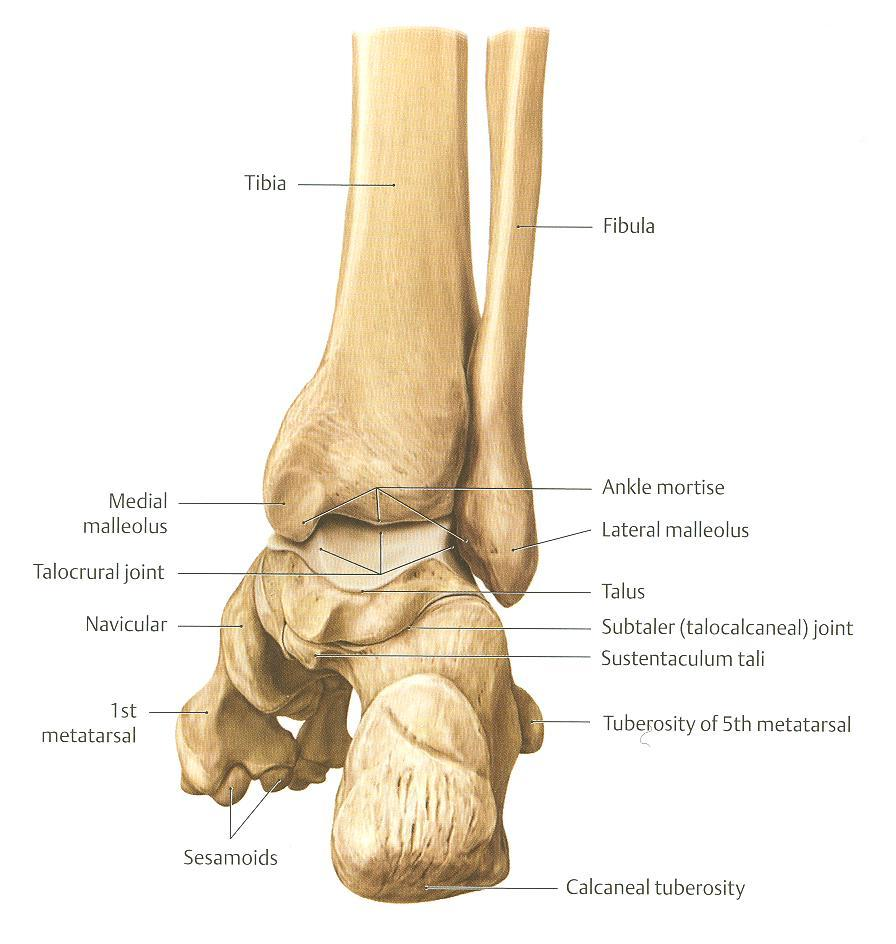 Tibia
Fibula
Ankle mortise
Medial
malleolus
Lateral malleolus
Talocrural joint
Talus
Navicular
Subtaler (talocalcaneal) joint
Sustentaculum tali
1st
metatarsal
Tuberosity of 5th metatarsal
Sesamoids
Calcaneal tuberosity